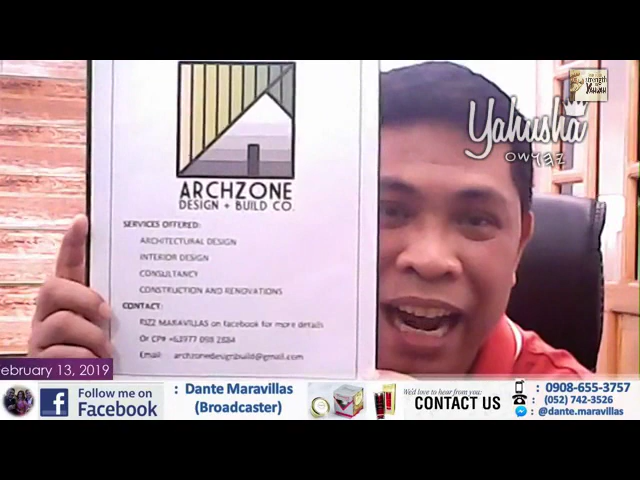 strength
YAHUAH
Yahusha
ARCHZONE
DESIGN + BUILD CO.
SERVICES OFFERED:
ARCHITECTURAL DESIGN
INTERIOR DESIGN
CONSULTANCY
CONSTRUCTION AND RENOVATIONS
CONTACT:
RIZZ MARAVILLAS on facebook for more details
Or CP# +63977 098 2884
Email: archzonedesignbuild@gmail.com
ebruary 13, 2019
f Follow me on
Facebook
: Dante Maravillas
(Broadcaster)
We'd love to hear from you:
CONTACT US
: 0908-655-3757
: (052) 742-3526
: @dante.maravillas